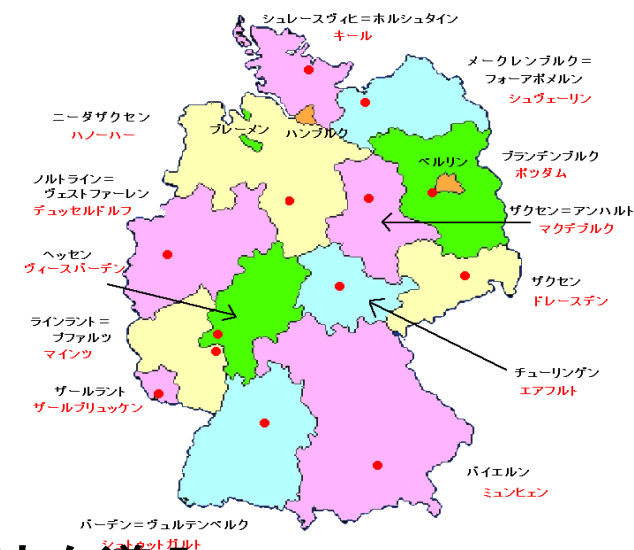 シュレースヴィヒ＝ホルシュタイン
キール
メークレンブルク＝
フォーアポメルン
シュヴェーリン
ニーダザクセン
ハノーハー
ブレーメン
ハンブルク
ベルリン
ブランデンブルク
ポツダム
ノルトライン＝
ヴェストファーレン
デュッセルドルフ
ザクセン＝アンハルト
マクデブルク
ヘッセン
ヴィースバーデン
ザクセン
ドレースデン
ラインラント＝
プファルツ
マインツ
チューリンゲン
エアフルト
ザールラント
ザールブリュッケン
バイエルン
ミュンヒェン
バーデン＝ヴュルテンベルク
シュトゥットガルト